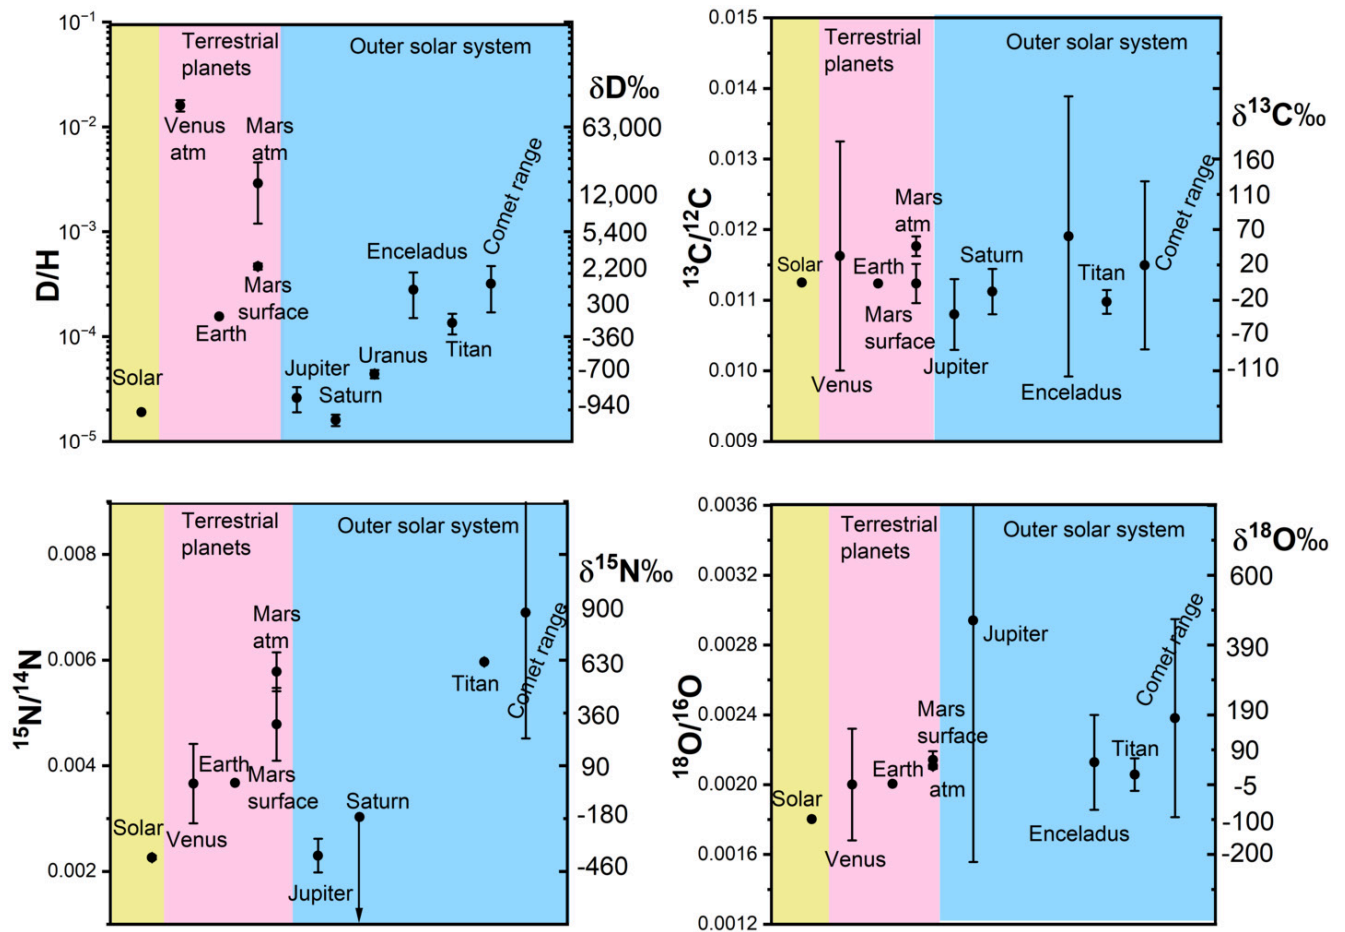 10⁻¹
10⁻²
10⁻³
10⁻⁴
10⁻⁵
D/H
Terrestrial
planets
Outer solar system
Venus
atm
Mars
atm
Mars
surface
Earth
Solar
Jupiter
Saturn
Uranus
Enceladus
Titan
Comet range
δD‰
63,000
12,000
5,400
2,200
300
-360
-700
-940
0.015
0.014
0.013
0.012
0.011
0.010
0.009
¹³C/¹²C
Terrestrial
planets
Outer solar system
Solar
Venus
Earth
Mars
atm
Mars
surface
Jupiter
Saturn
Enceladus
Titan
Comet range
δ¹³C‰
160
110
70
20
-20
-70
-110
0.008
0.006
0.004
0.002
¹⁵N/¹⁴N
Terrestrial
planets
Outer solar system
Solar
Venus
Earth
Mars
atm
Mars
surface
Jupiter
Saturn
Titan
Comet range
δ¹⁵N‰
900
630
360
90
-180
-460
0.0036
0.0032
0.0028
0.0024
0.0020
0.0016
0.0012
¹⁸O/¹⁶O
Terrestrial
planets
Outer solar system
Solar
Venus
Earth
Mars
surface
atm
Jupiter
Enceladus
Titan
Comet range
δ¹⁸O‰
600
390
190
90
-5
-100
-200